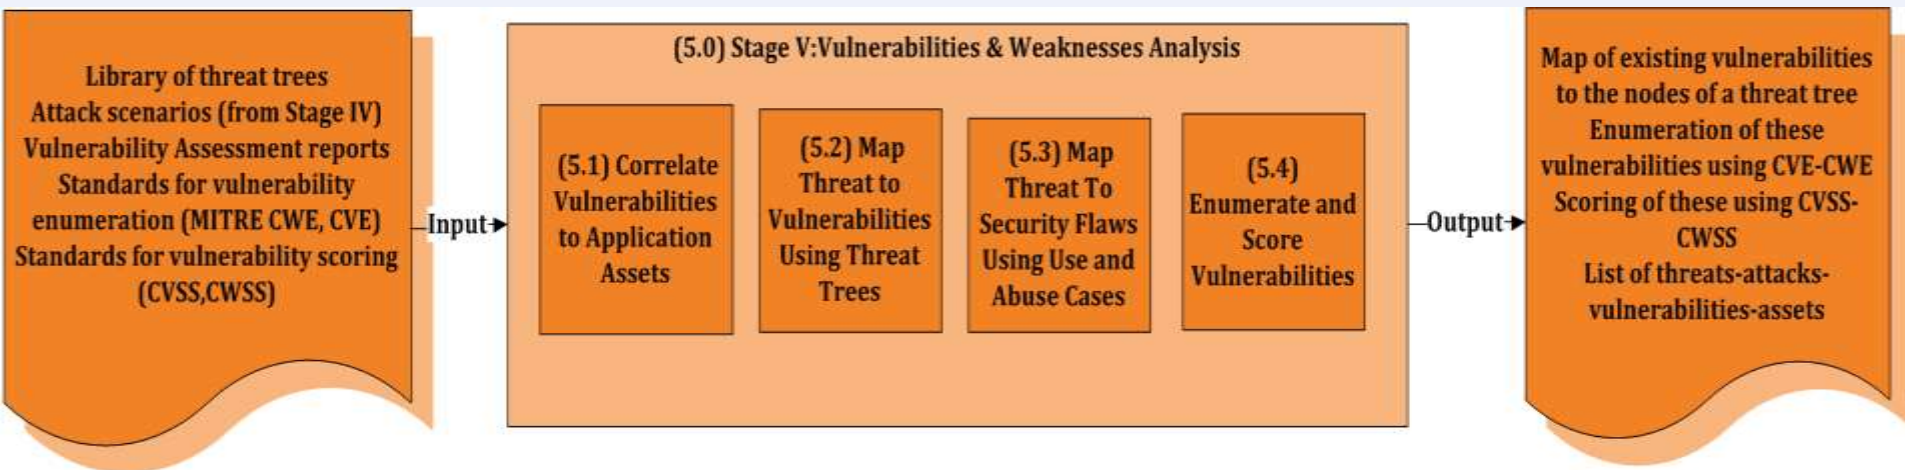 Library of threat trees
Attack scenarios (from Stage IV)
Vulnerability Assessment reports
Standards for vulnerability
enumeration (MITRE CWE, CVE)
Standards for vulnerability scoring
(CVSS,CWSS)
Input
(5.0) Stage V:Vulnerabilities & Weaknesses Analysis
(5.1) Correlate
Vulnerabilities
to Application
Assets
(5.2) Map
Threat to
Vulnerabilities
Using Threat
Trees
(5.3) Map
Threat To
Security Flaws
Using Use and
Abuse Cases
(5.4)
Enumerate and
Score
Vulnerabilities
Output
Map of existing vulnerabilities
to the nodes of a threat tree
Enumeration of these
vulnerabilities using CVE-CWE
Scoring of these using CVSS-
CWSS
List of threats-attacks-
vulnerabilities-assets